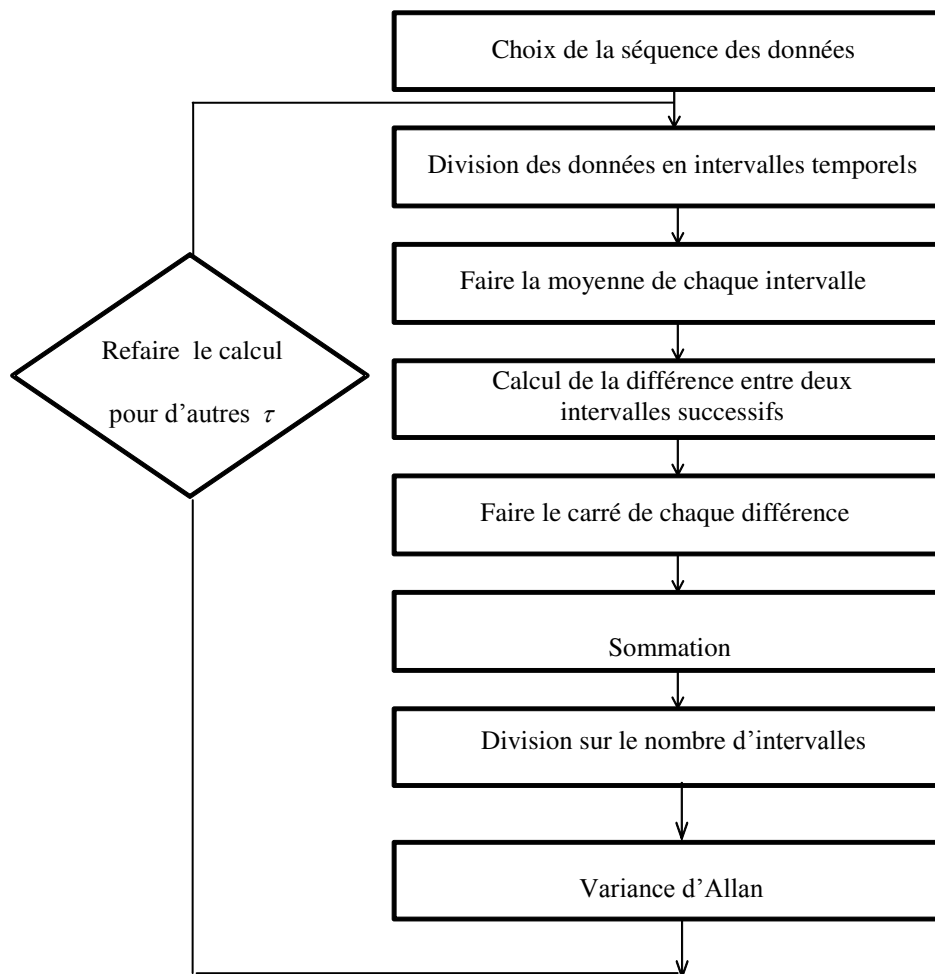 Choix de la séquence des données
Division des données en intervalles temporels
Faire la moyenne de chaque intervalle
Refaire le calcul
pour d’autres τ
Calcul de la différence entre deux
intervalles successifs
Faire le carré de chaque différence
Sommation
Division sur le nombre d’intervalles
Variance d’Allan